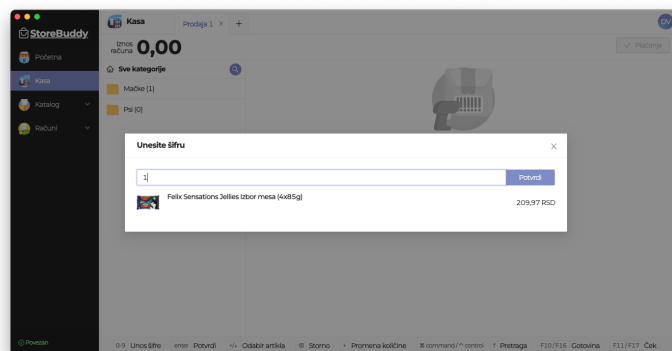 StoreBuddy
Početna
Kasa
Katalog
Računi
Povezan
Kasa
Prodaja 1 × +
DV
Iznos računa 0,00
Plaćanje
Sve kategorije
Mačke (1)
Psi (0)
Unesite šifru
1
Potvrdi
Felix Sensations Jellies Izbor mesa (4x85g)
209,97 RSD
0-9 Unos šifre enter Potvrdi Odabir artikla Storno + Promena količine ⌘ command/^ control f Pretraga F10/F16 Gotovina F11/F17 Ček